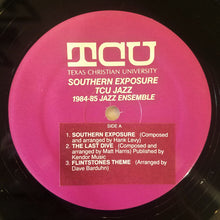 TCU
TEXAS CHRISTIAN UNIVERSITY
SOUTHERN EXPOSURE
TCU JAZZ
1984-85 JAZZ ENSEMBLE
SIDE A
1. SOUTHERN EXPOSURE (Composed
and arranged by Hank Levy)
2. THE LAST DIVE (Composed and
arranged by Matt Harris) Published by
Kendor Music
3. FLINTSTONES THEME (Arranged by
Dave Barduhn)